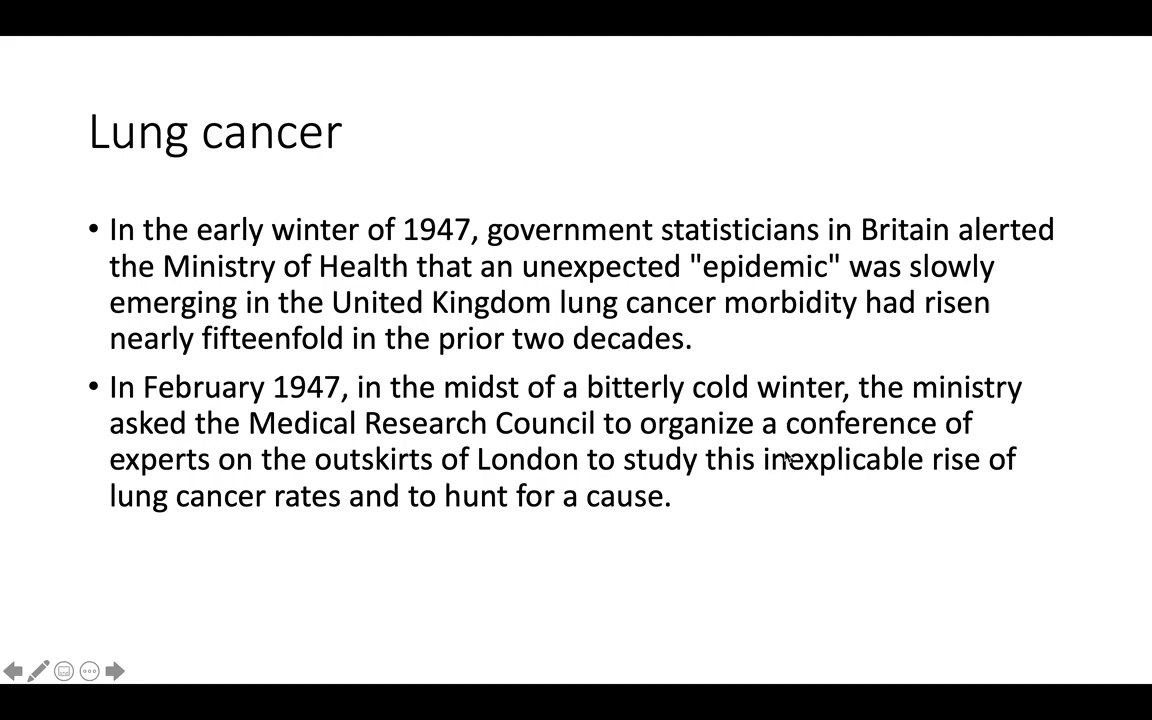 Lung cancer
• In the early winter of 1947, government statisticians in Britain alerted
the Ministry of Health that an unexpected "epidemic" was slowly
emerging in the United Kingdom lung cancer morbidity had risen
nearly fifteenfold in the prior two decades.
• In February 1947, in the midst of a bitterly cold winter, the ministry
asked the Medical Research Council to organize a conference of
experts on the outskirts of London to study this inexplicable rise of
lung cancer rates and to hunt for a cause.